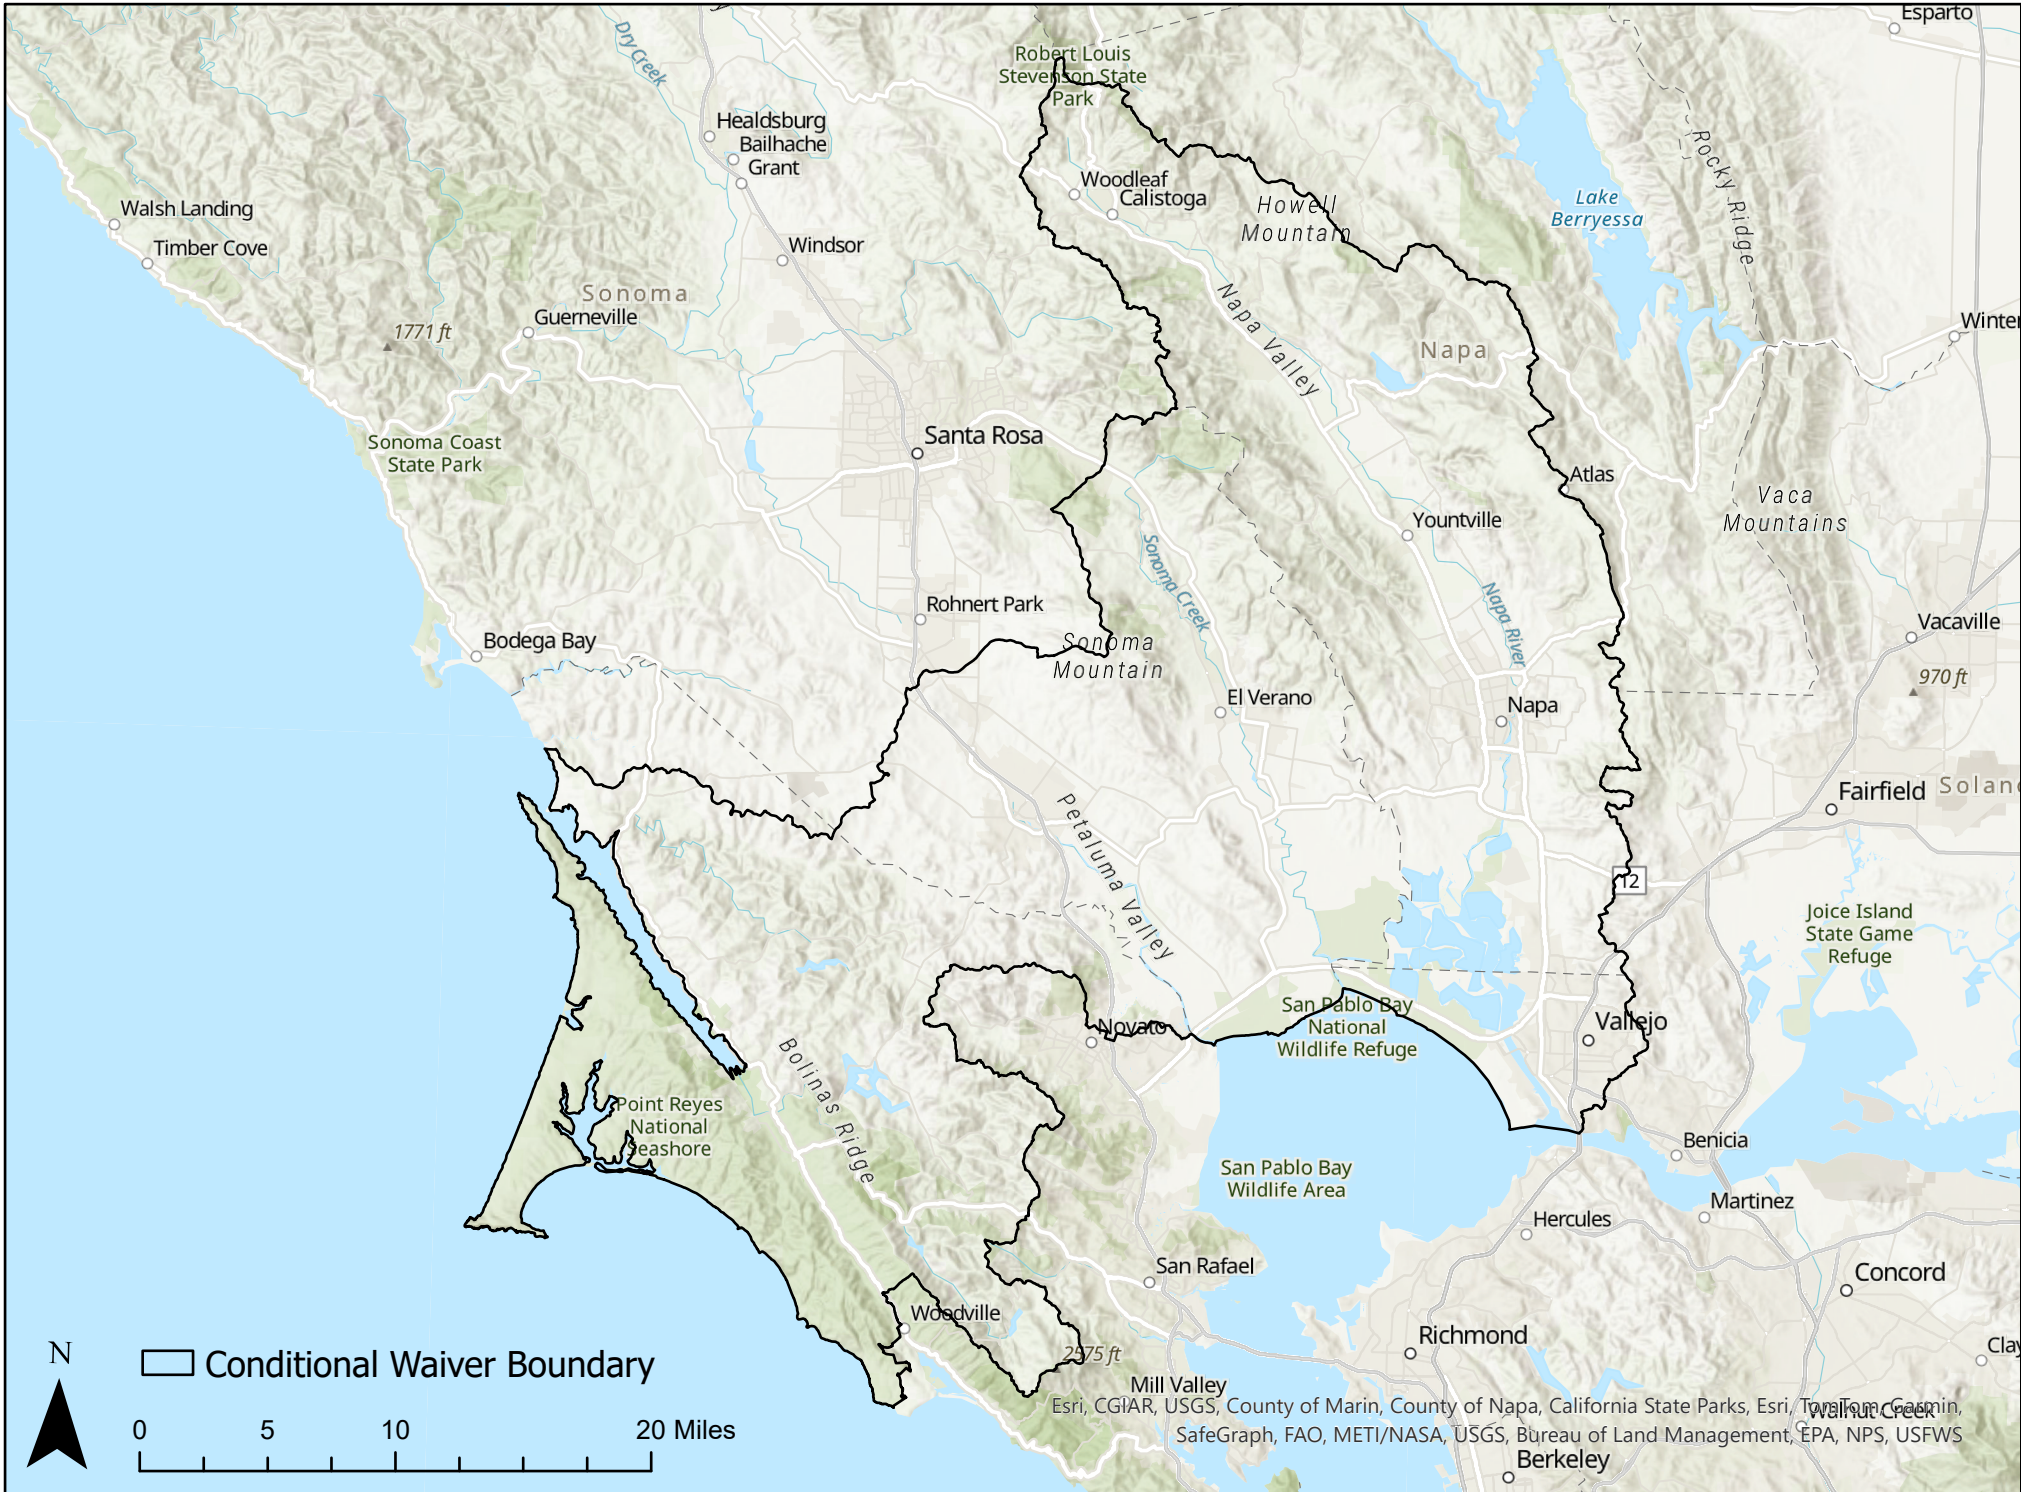 Esparto
Dry Creek
Robert Louis
Stevenson State
Park
Healdsburg
Bailhache
Grant
Rocky Ridge
Woodleaf
Calistoga
Howell
Mountain
Lake
Berryessa
Walsh Landing
Timber Cove
Windsor
Sonoma
Guerneville
1771 ft
Napa Valley
Napa
Winter
Sonoma Coast
State Park
Santa Rosa
Atlas
Vaca
Mountains
Yountville
Sonoma Creek
Napa River
Rohnert Park
Bodega Bay
Sonoma
Mountain
Vacaville
970 ft
El Verano
Napa
Fairfield
Solano
Petaluma Valley
12
Joice Island
State Game
Refuge
Novato
San Pablo Bay
National
Wildlife Refuge
Vallejo
Bolinas Ridge
Point Reyes
National
Seashore
Benicia
San Pablo Bay
Wildlife Area
Martinez
Hercules
San Rafael
Concord
Woodville
Richmond
Clay
2575 ft
Mill Valley
Walnut Creek
Berkeley
N
Conditional Waiver Boundary
0 5 10 20 Miles
Esri, CGIAR, USGS, County of Marin, County of Napa, California State Parks, Esri, TomTom, Garmin,
SafeGraph, FAO, METI/NASA, USGS, Bureau of Land Management, EPA, NPS, USFWS